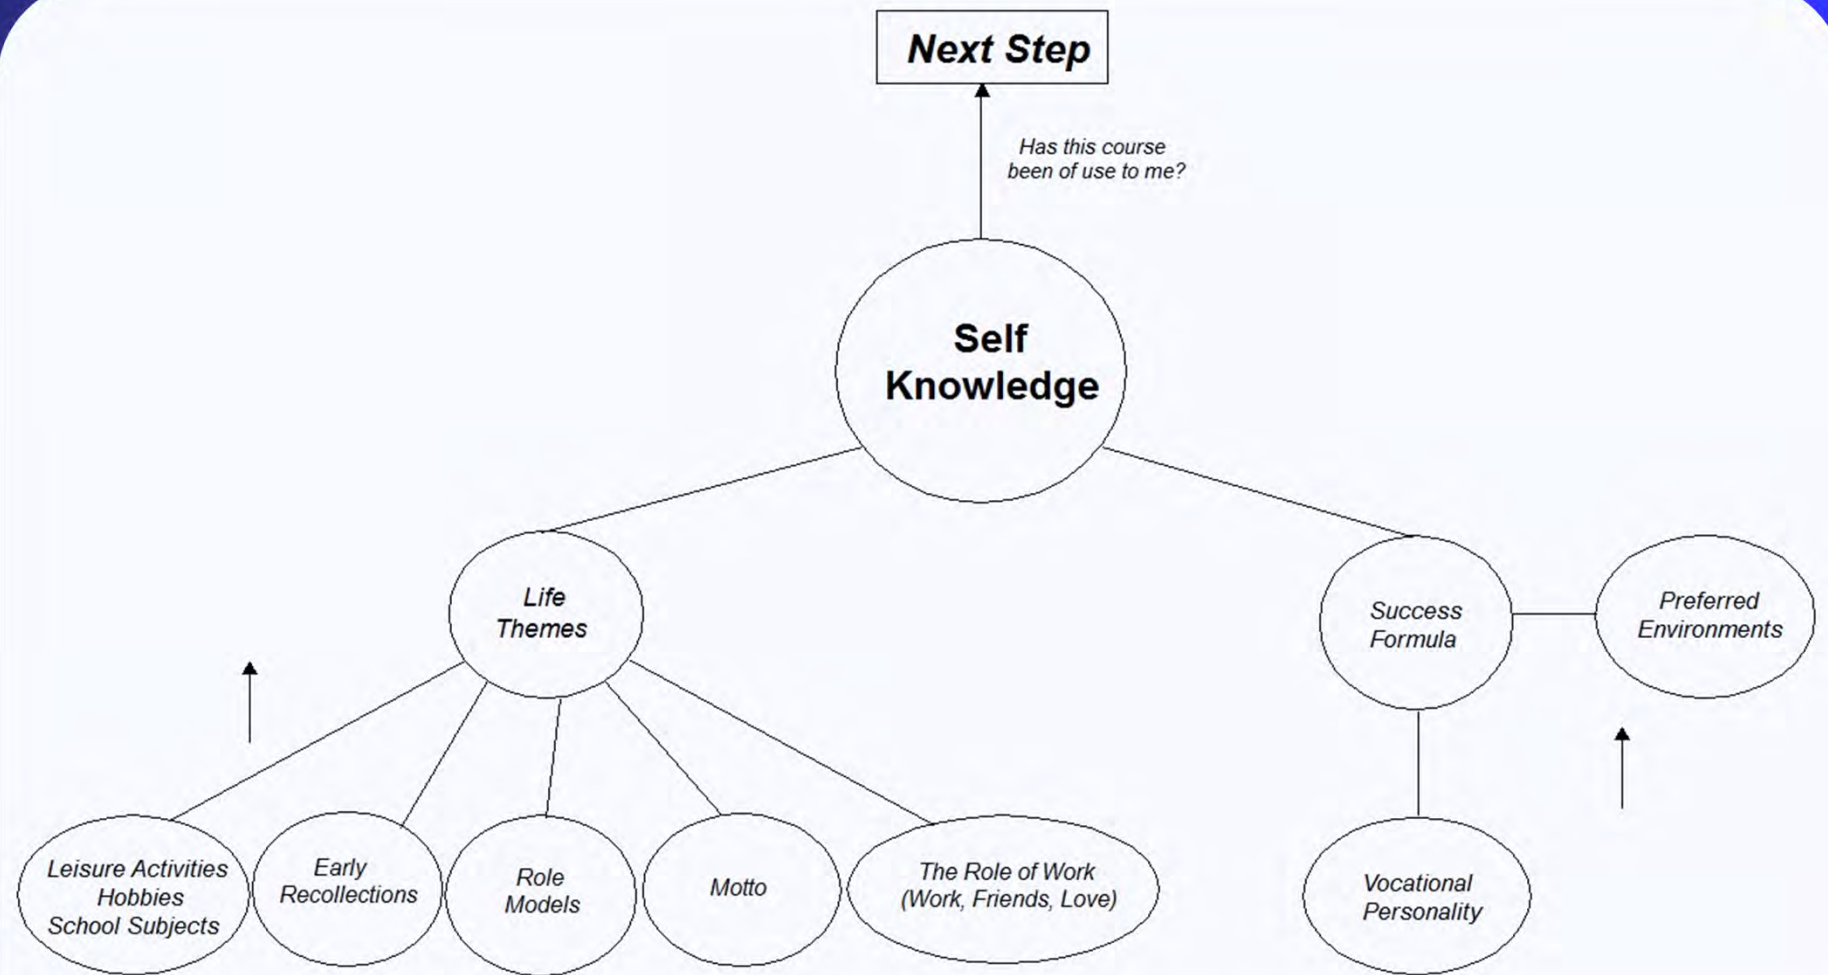 Next Step
Has this course
been of use to me?
Self
Knowledge
Life
Themes
Success
Formula
Preferred
Environments
Leisure Activities
Hobbies
School Subjects
Early
Recollections
Role
Models
Motto
The Role of Work
(Work, Friends, Love)
Vocational
Personality